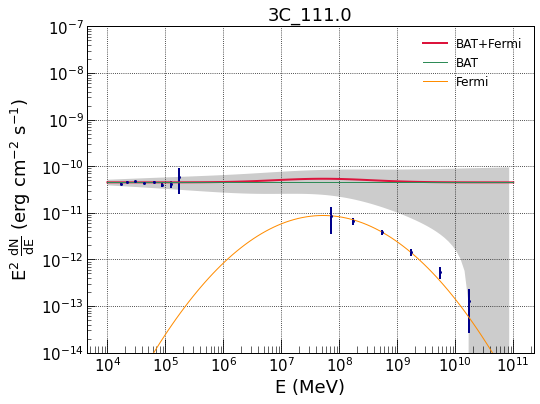 3C_111.0
BAT+Fermi
BAT
Fermi
10⁻⁷
10⁻⁸
10⁻⁹
10⁻¹⁰
10⁻¹¹
10⁻¹²
10⁻¹³
10⁻¹⁴
E² dN/dE (erg cm⁻² s⁻¹)
10⁴ 10⁵ 10⁶ 10⁷ 10⁸ 10⁹ 10¹⁰ 10¹¹
E (MeV)